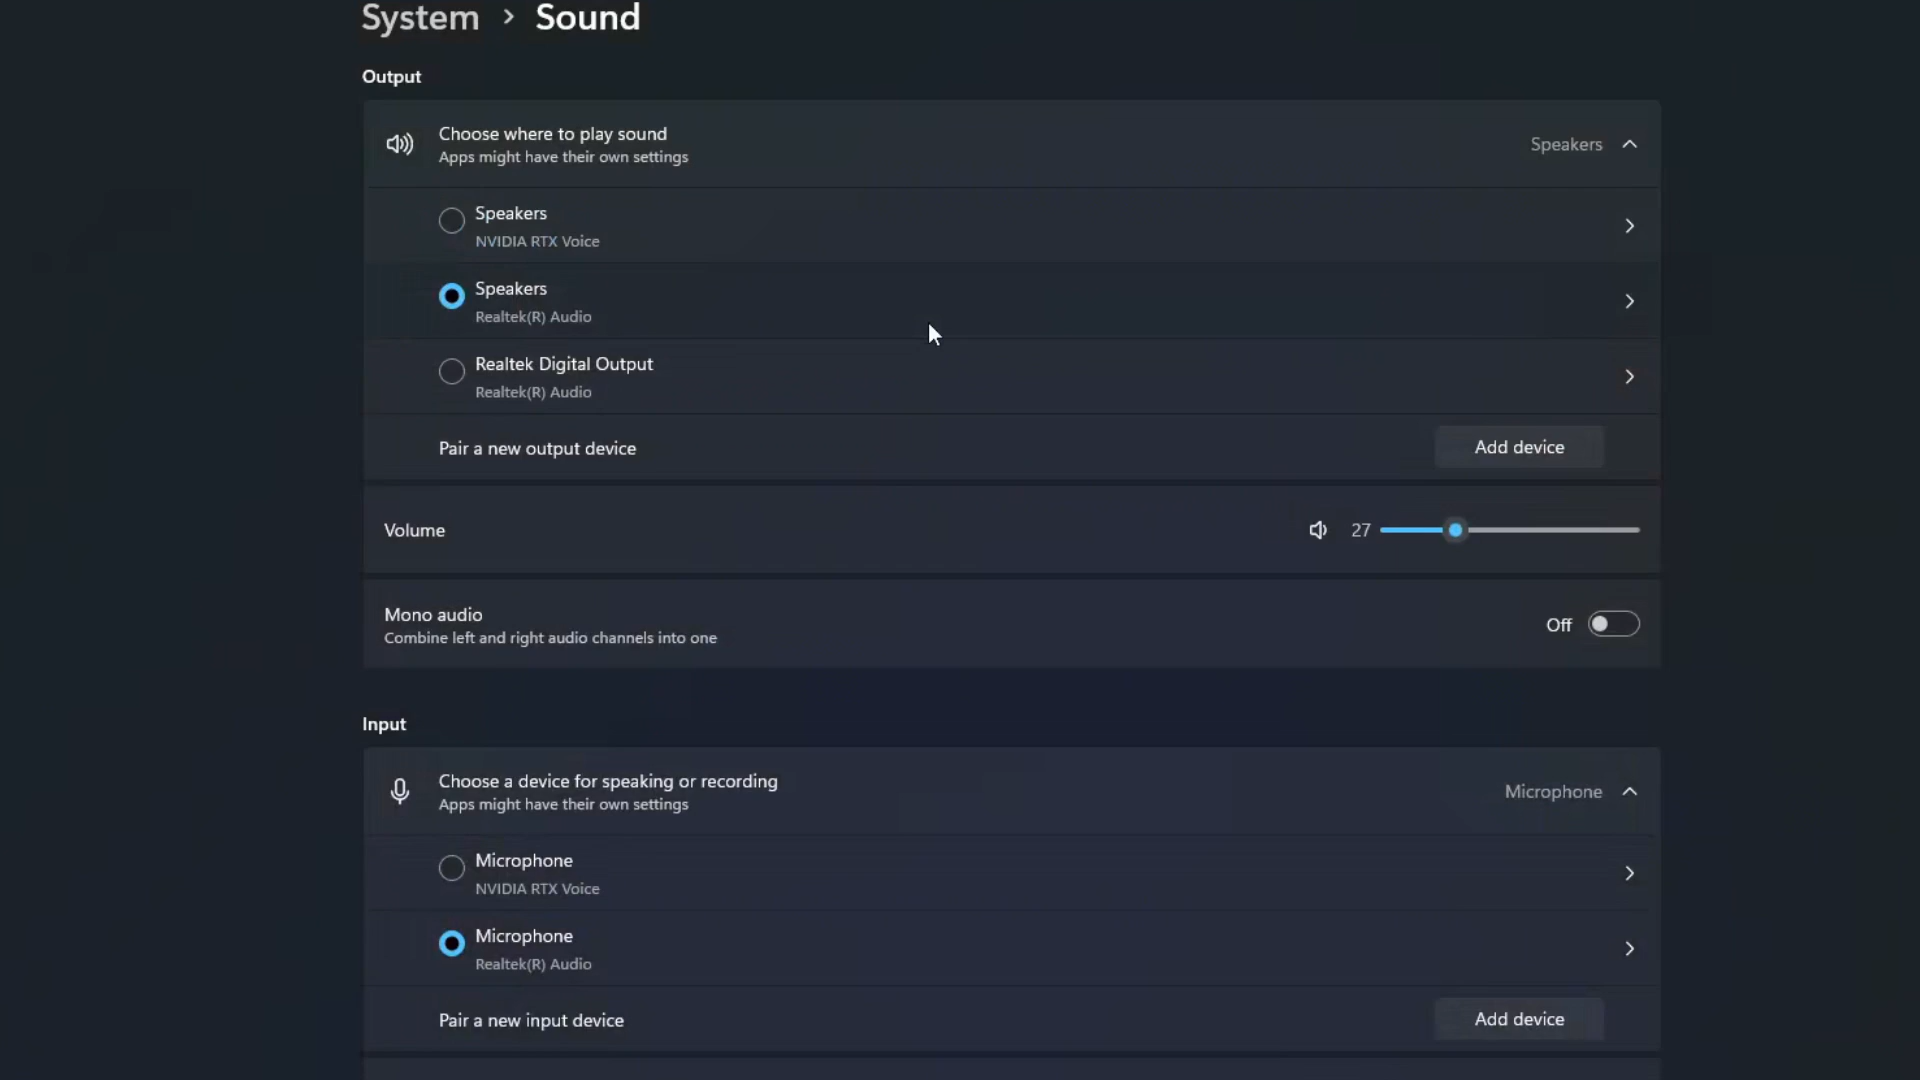 System > Sound
Output
Choose where to play sound
Apps might have their own settings
Speakers
Speakers
NVIDIA RTX Voice
Speakers
Realtek(R) Audio
Realtek Digital Output
Realtek(R) Audio
Pair a new output device
Add device
Volume
27
Mono audio
Combine left and right audio channels into one
Off
Input
Choose a device for speaking or recording
Apps might have their own settings
Microphone
Microphone
NVIDIA RTX Voice
Microphone
Realtek(R) Audio
Pair a new input device
Add device